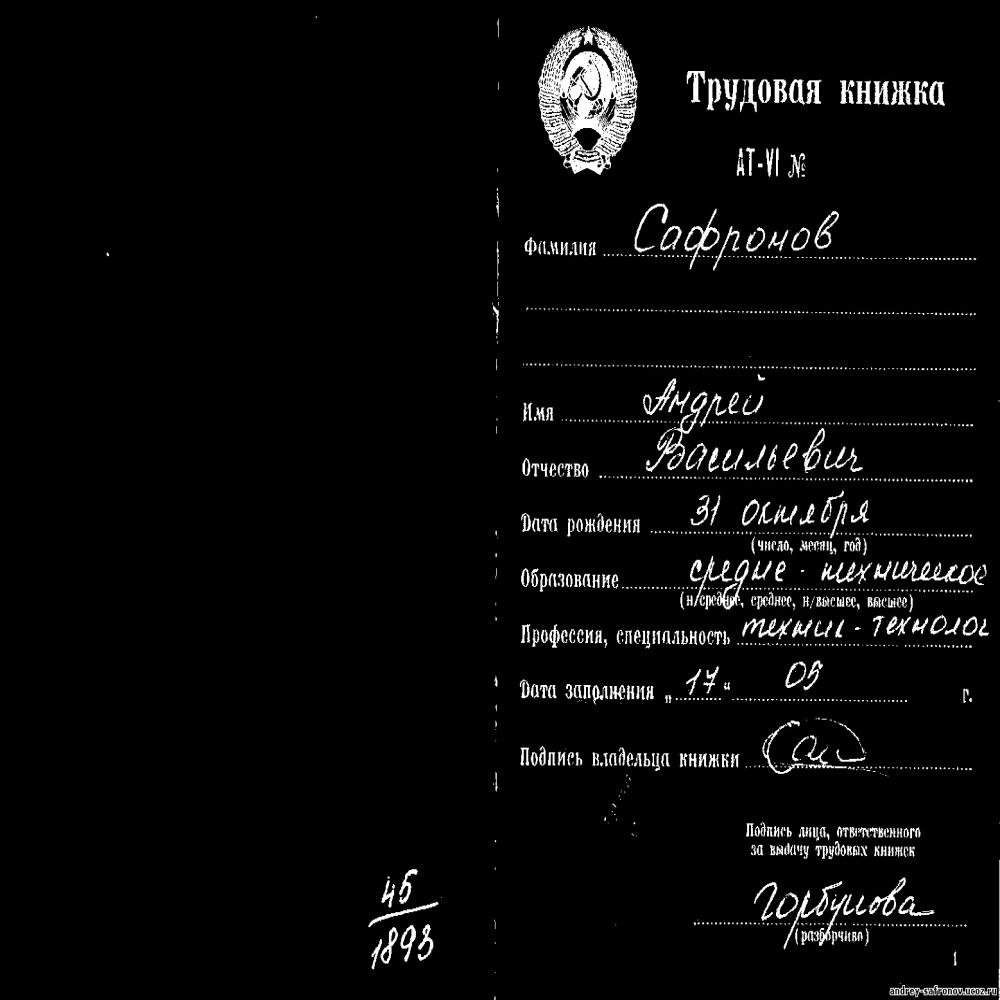 Трудовая книжка
АТ-VI №
Фамилия Сафронов
Имя Андрей
Отчество Васильевич
Дата рождения 31 октября
(число, месяц, год)
Образование средне-техническое
(н/среднее, среднее, н/высшее, высшее)
Профессия, специальность техник-технолог
Дата заполнения „ 17 “ 05 г.
Подпись владельца книжки Саф
Подпись лица, ответственного
за выдачу трудовых книжек
Горбунова
(разборчиво)
45
1893
1
andrey-safronov.ucoz.ru